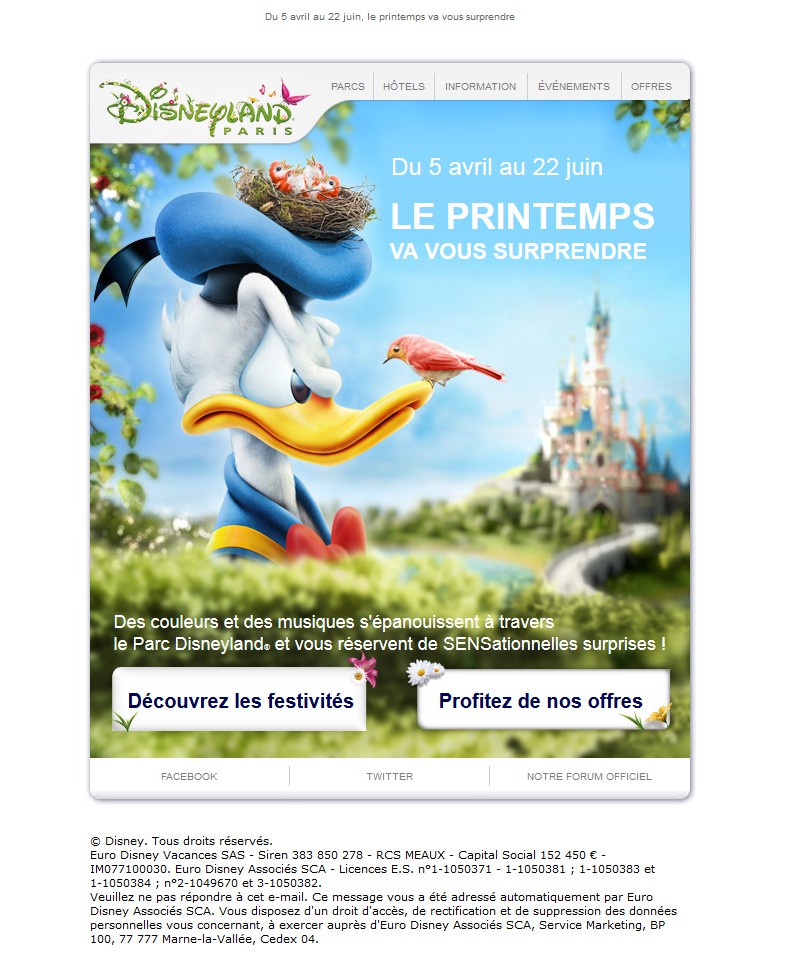 Du 5 avril au 22 juin, le printemps va vous surprendre
DISNEYLAND
PARIS
PARCS HÔTELS INFORMATION ÉVÉNEMENTS OFFRES
Du 5 avril au 22 juin
LE PRINTEMPS
VA VOUS SURPRENDRE
Des couleurs et des musiques s'épanouissent à travers
le Parc Disneyland® et vous réservent de SENSationnelles surprises !
Découvrez les festivités Profitez de nos offres
FACEBOOK TWITTER NOTRE FORUM OFFICIEL
© Disney. Tous droits réservés.
Euro Disney Vacances SAS - Siren 383 850 278 - RCS MEAUX - Capital Social 152 450 € -
IM077100030. Euro Disney Associés SCA - Licences E.S. n°1-1050371 - 1-1050381 ; 1-1050383 et
1-1050384 ; n°2-1049670 et 3-1050382.
Veuillez ne pas répondre à cet e-mail. Ce message vous a été adressé automatiquement par Euro
Disney Associés SCA. Vous disposez d'un droit d'accès, de rectification et de suppression des données
personnelles vous concernant, à exercer auprès d'Euro Disney Associés SCA, Service Marketing, BP
100, 77 777 Marne-la-Vallée, Cedex 04.